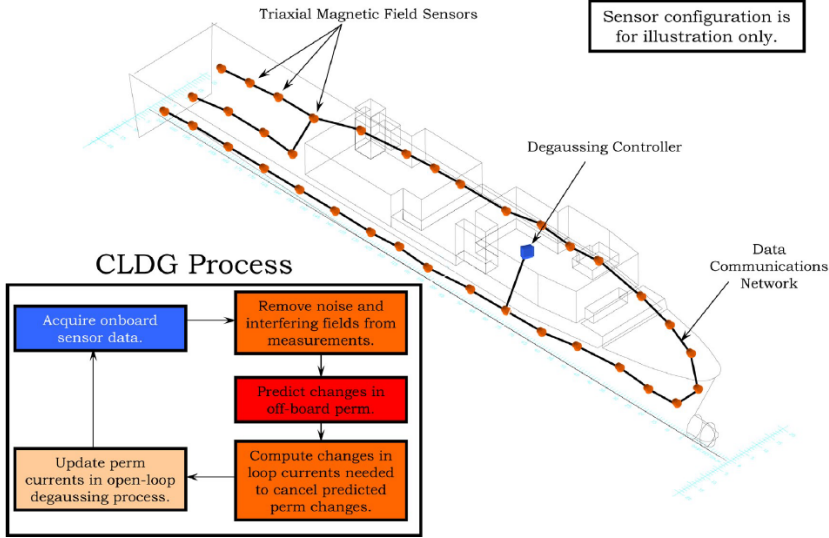 Triaxial Magnetic Field Sensors
Sensor configuration is
for illustration only.
Degaussing Controller
Data
Communications
Network
CLDG Process
Acquire onboard
sensor data.
Remove noise and
interfering fields from
measurements.
Predict changes in
off-board perm.
Compute changes in
loop currents needed
to cancel predicted
perm changes.
Update perm
currents in open-loop
degaussing process.